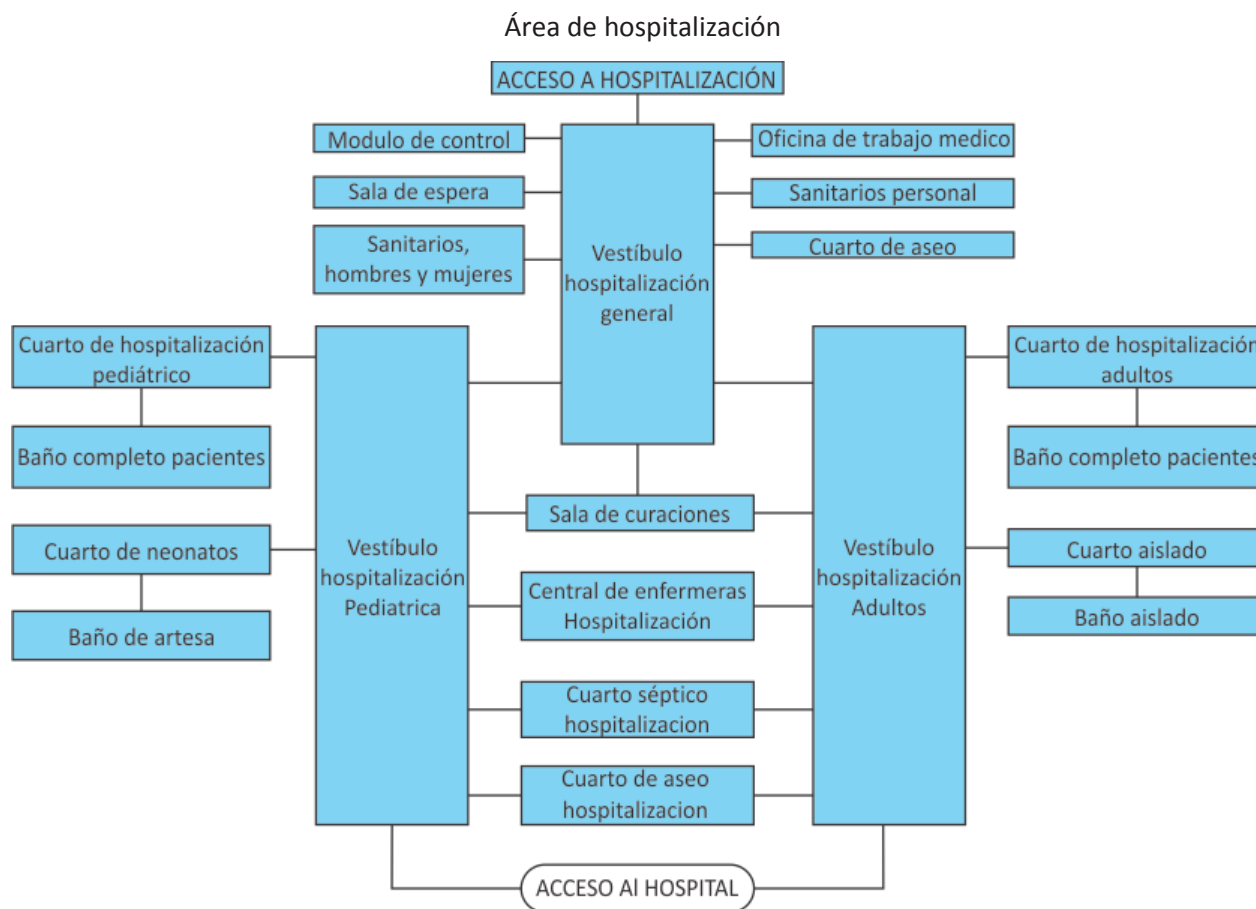 Área de hospitalización
ACCESO A HOSPITALIZACIÓN
Modulo de control
Oficina de trabajo medico
Sala de espera
Sanitarios personal
Sanitarios,
hombres y mujeres
Cuarto de aseo
Vestíbulo
hospitalización
general
Cuarto de hospitalización
pediátrico
Cuarto de hospitalización
adultos
Baño completo pacientes
Baño completo pacientes
Sala de curaciones
Cuarto de neonatos
Vestíbulo
hospitalización
Pediatrica
Vestíbulo
hospitalización
Adultos
Cuarto aislado
Central de enfermeras
Hospitalización
Baño de artesa
Baño aislado
Cuarto séptico
hospitalizacion
Cuarto de aseo
hospitalizacion
ACCESO Al HOSPITAL